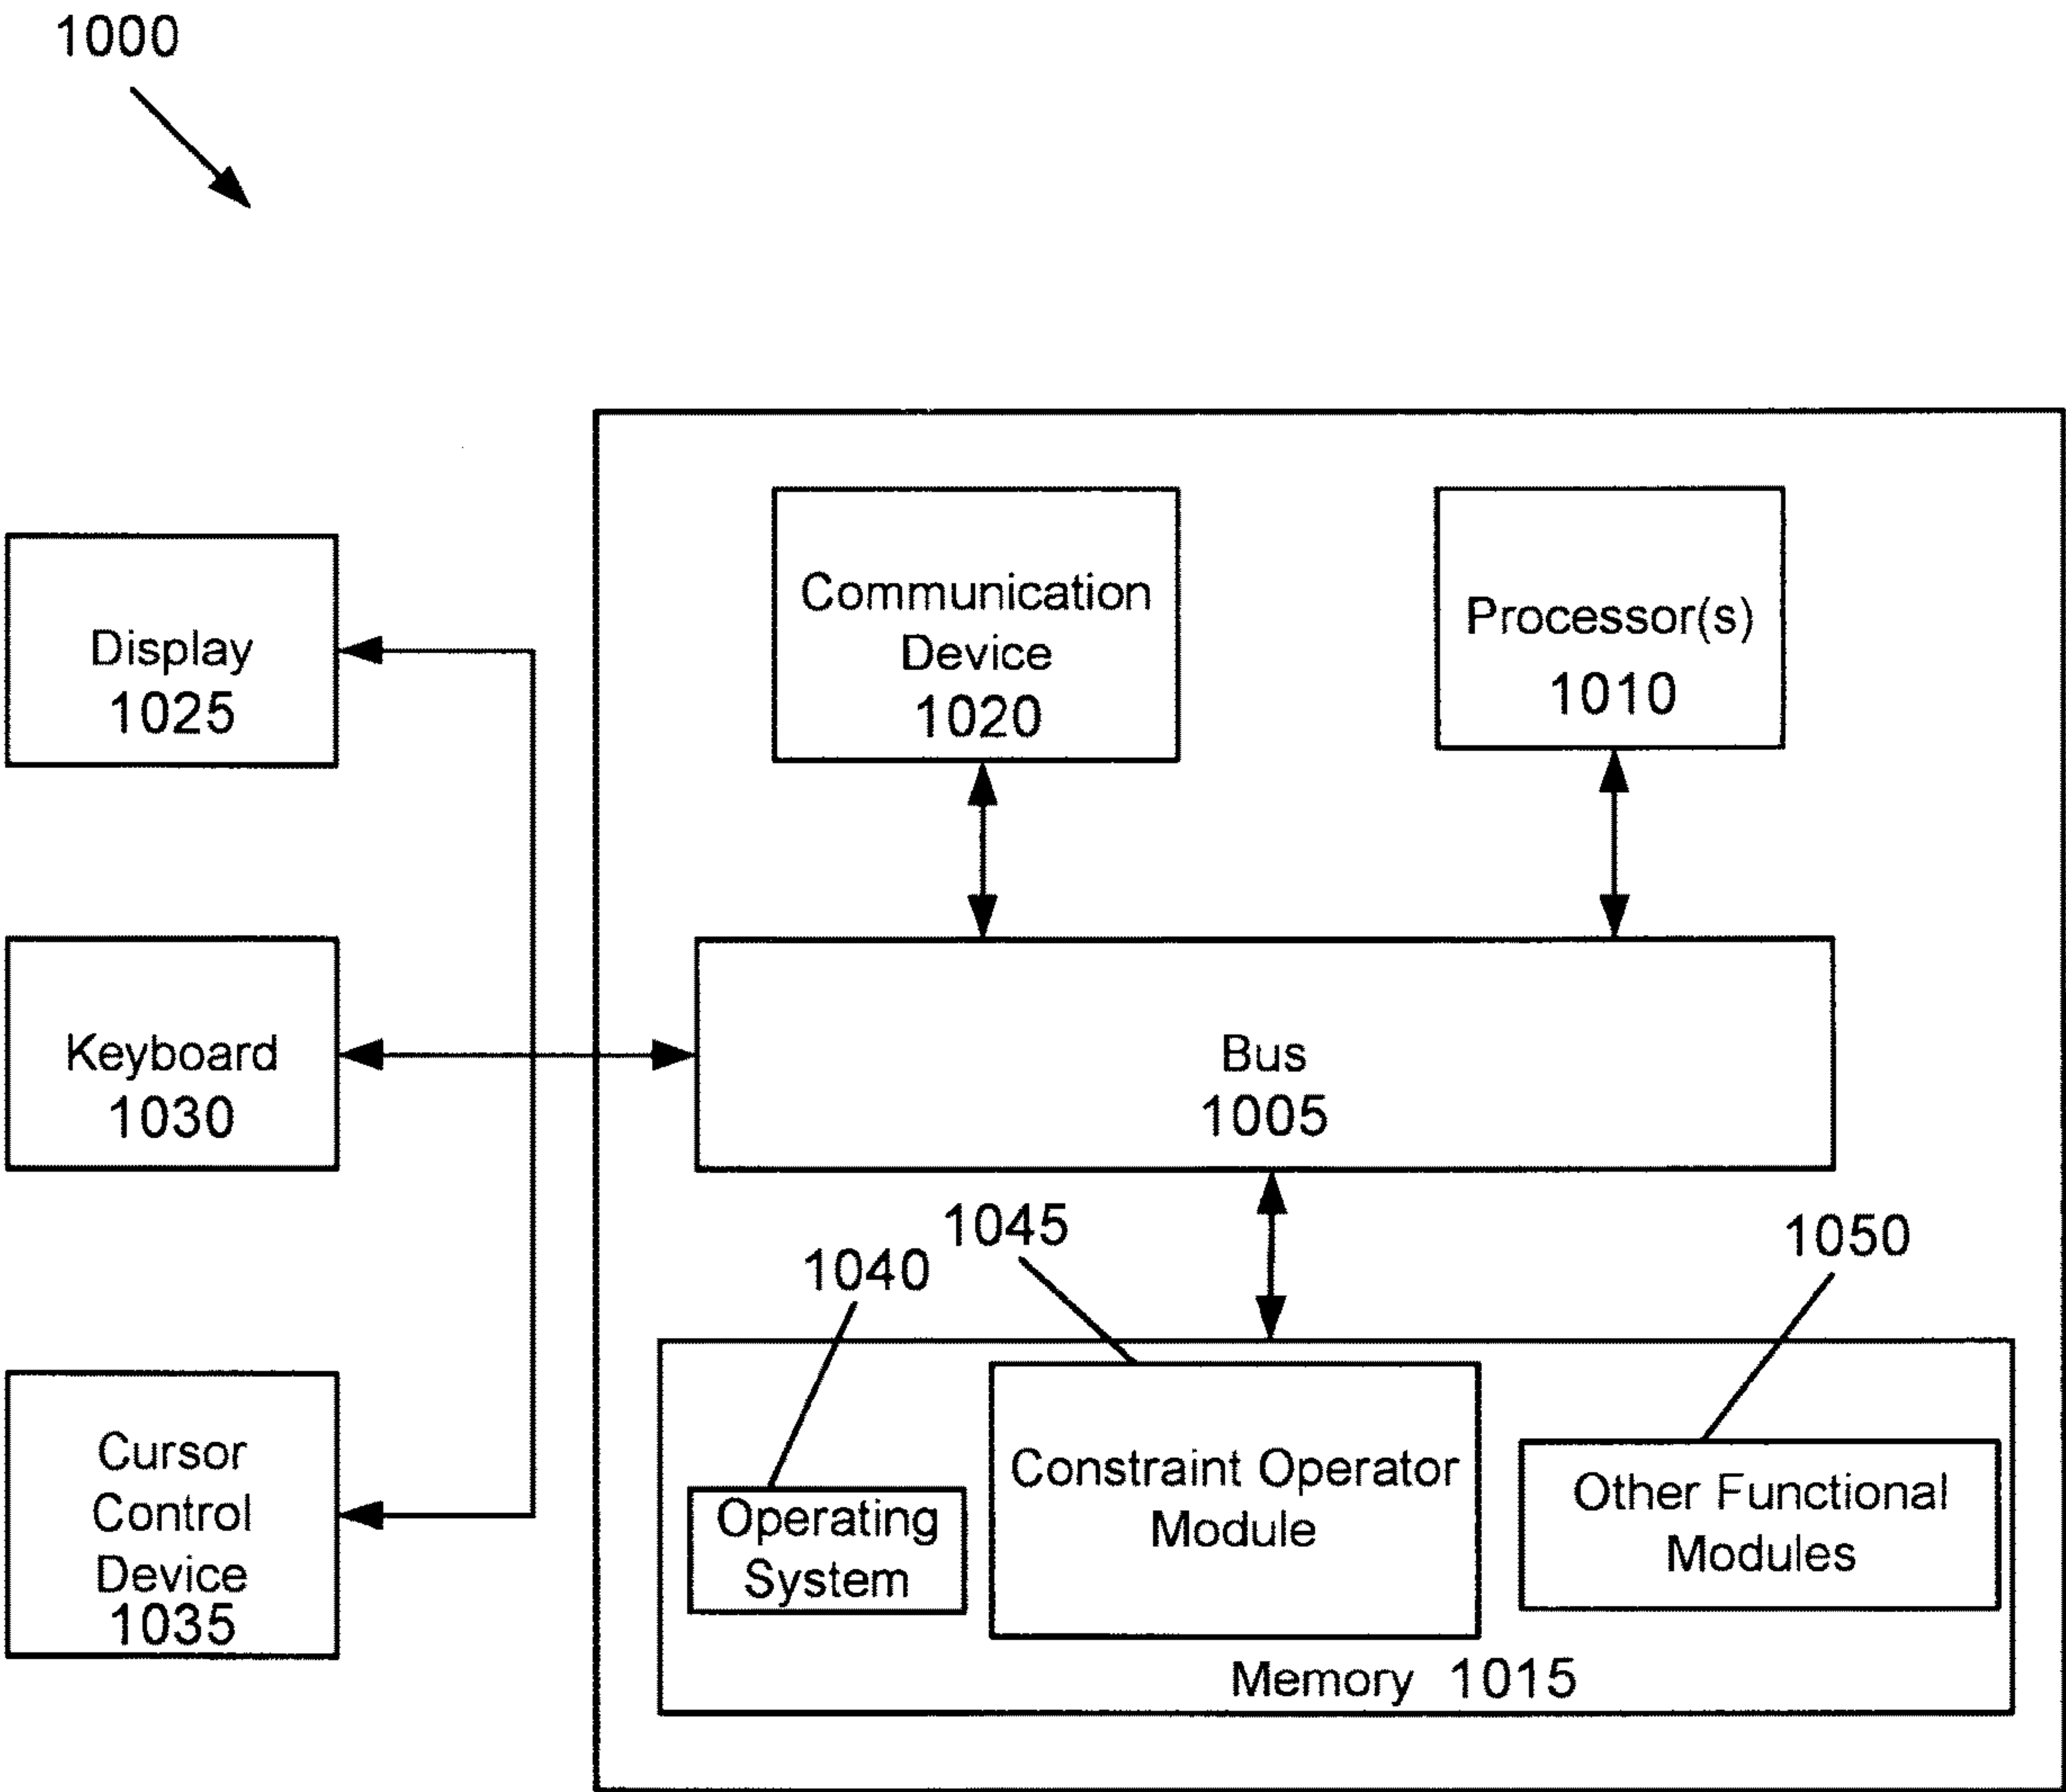 1000
Communication
Device
1020
Processor(s)
1010
Display
1025
Keyboard
1030
Bus
1005
1045
1050
1040
Cursor
Control
Device
1035
Operating
System
Constraint Operator
Module
Other Functional
Modules
Memory 1015